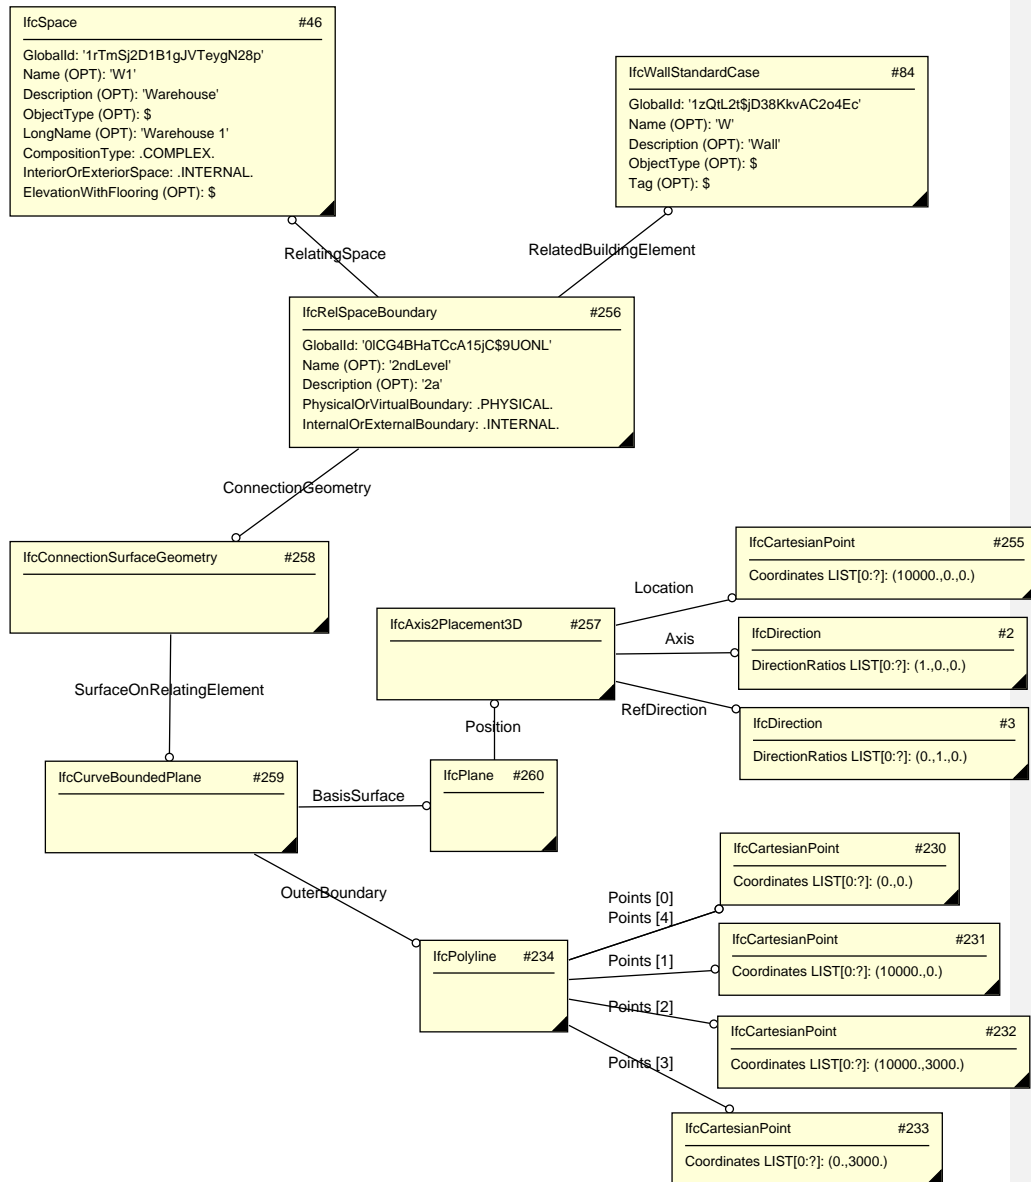 IfcSpace #46
GlobalId: '1rTmSj2D1B1gJVTeygN28p'
Name (OPT): 'W1'
Description (OPT): 'Warehouse'
ObjectType (OPT): $
LongName (OPT): 'Warehouse 1'
CompositionType: .COMPLEX.
InteriorOrExteriorSpace: .INTERNAL.
ElevationWithFlooring (OPT): $
IfcWallStandardCase #84
GlobalId: '1zQtL2t$jD38KkvAC2o4Ec'
Name (OPT): 'W'
Description (OPT): 'Wall'
ObjectType (OPT): $
Tag (OPT): $
RelatingSpace
RelatedBuildingElement
IfcRelSpaceBoundary #256
GlobalId: '0lCG4BHaTCcA15jC$9UONL'
Name (OPT): '2ndLevel'
Description (OPT): '2a'
PhysicalOrVirtualBoundary: .PHYSICAL.
InternalOrExternalBoundary: .INTERNAL.
ConnectionGeometry
IfcConnectionSurfaceGeometry #258
IfcCartesianPoint #255
Coordinates LIST[0:?]: (10000.,0.,0.)
Location
IfcAxis2Placement3D #257
IfcDirection #2
DirectionRatios LIST[0:?]: (1.,0.,0.)
Axis
SurfaceOnRelatingElement
RefDirection
IfcDirection #3
DirectionRatios LIST[0:?]: (0.,1.,0.)
Position
IfcCurveBoundedPlane #259
BasisSurface
IfcPlane #260
OuterBoundary
IfcCartesianPoint #230
Coordinates LIST[0:?]: (0.,0.)
Points [0]
Points [4]
IfcPolyline #234
IfcCartesianPoint #231
Coordinates LIST[0:?]: (10000.,0.)
Points [1]
Points [2]
IfcCartesianPoint #232
Coordinates LIST[0:?]: (10000.,3000.)
Points [3]
IfcCartesianPoint #233
Coordinates LIST[0:?]: (0.,3000.)